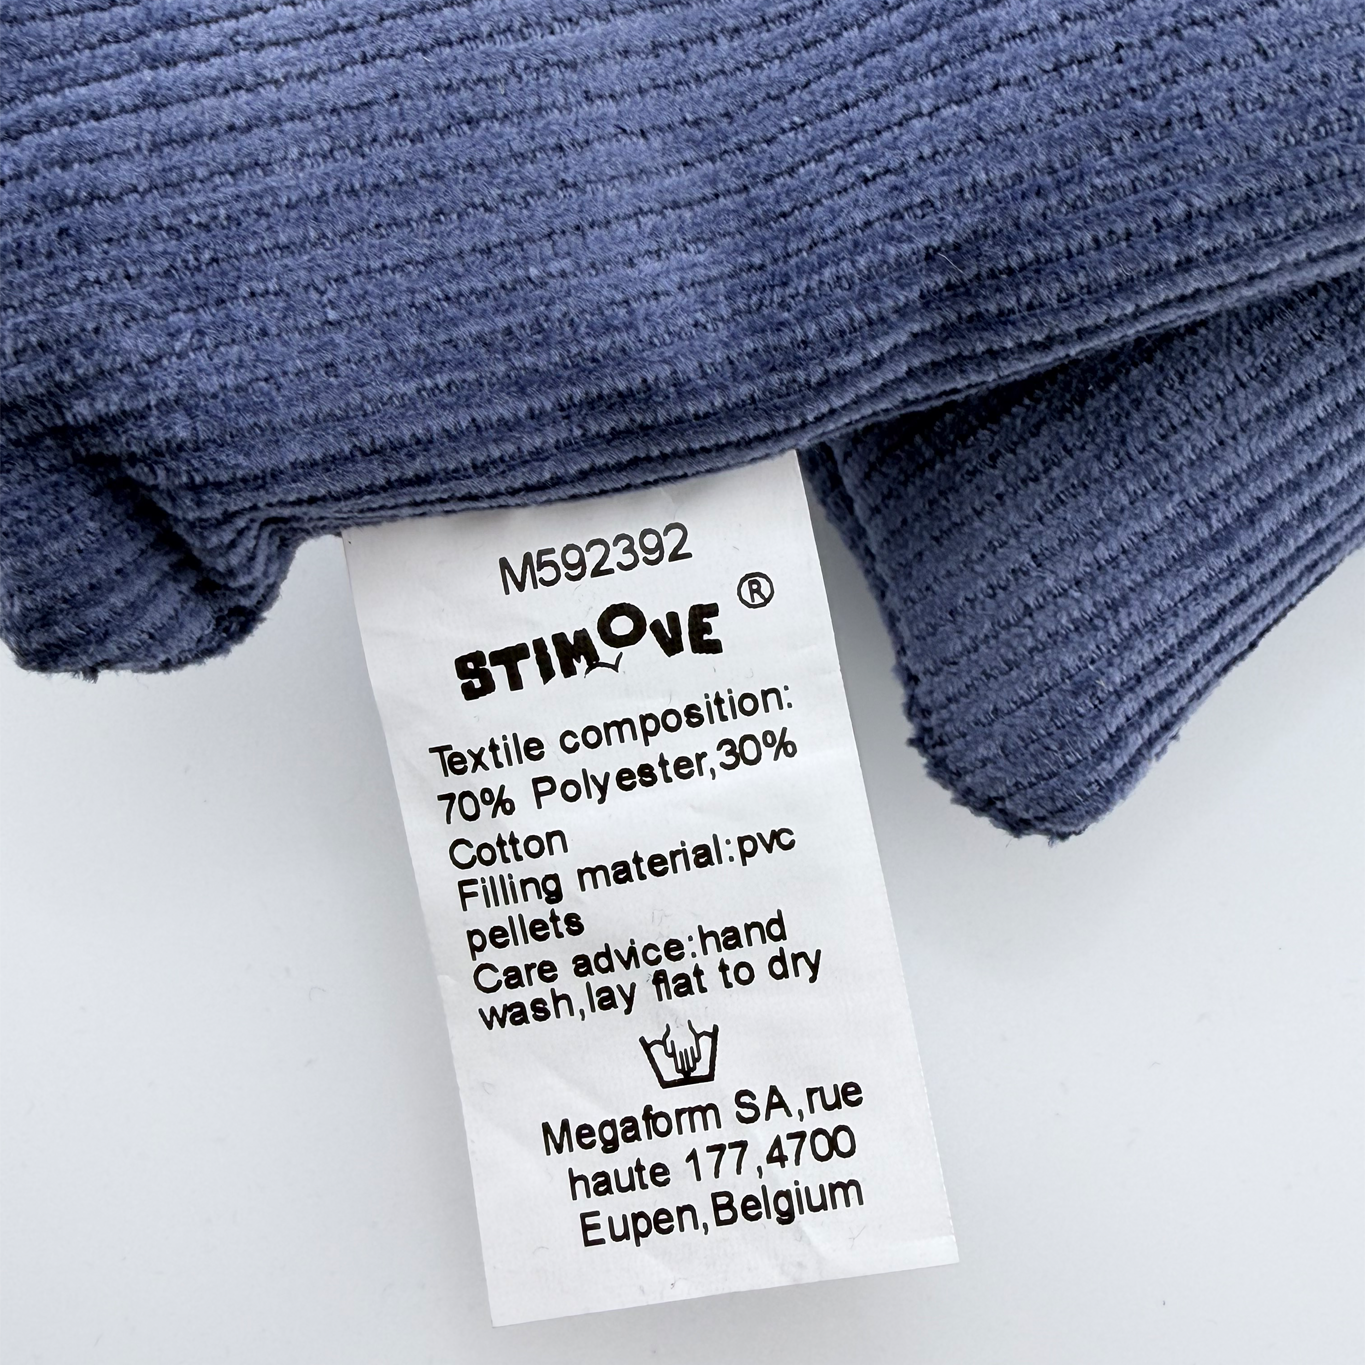 M592392
STIMOVE ®
Textile composition:
70% Polyester,30%
Cotton
Filling material:pvc
pellets
Care advice:hand
wash,lay flat to dry
Megaform SA,rue
haute 177,4700
Eupen,Belgium